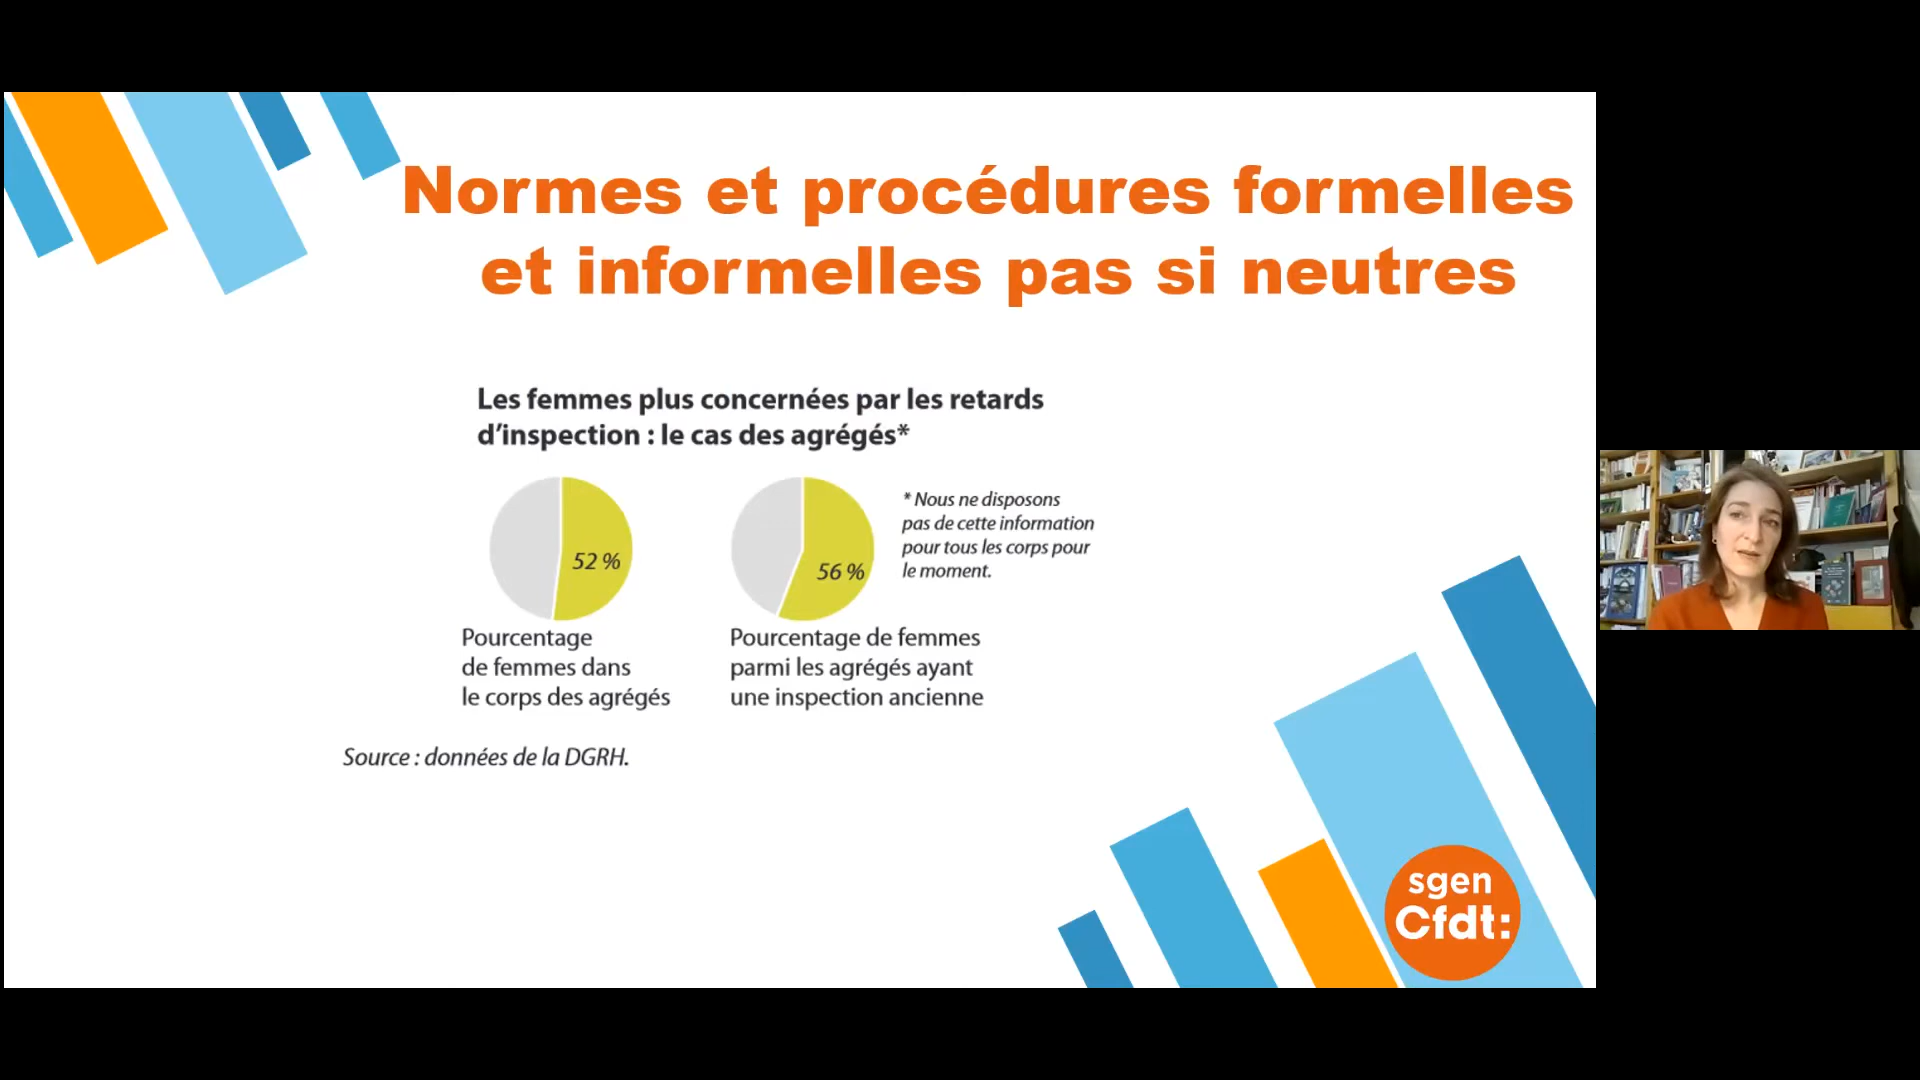 Normes et procédures formelles
et informelles pas si neutres
Les femmes plus concernées par les retards
d’inspection : le cas des agrégés*
52 %
56 %
* Nous ne disposons
pas de cette information
pour tous les corps pour
le moment.
Pourcentage
de femmes dans
le corps des agrégés
Pourcentage de femmes
parmi les agrégés ayant
une inspection ancienne
Source : données de la DGRH.
sgen
Cfdt: